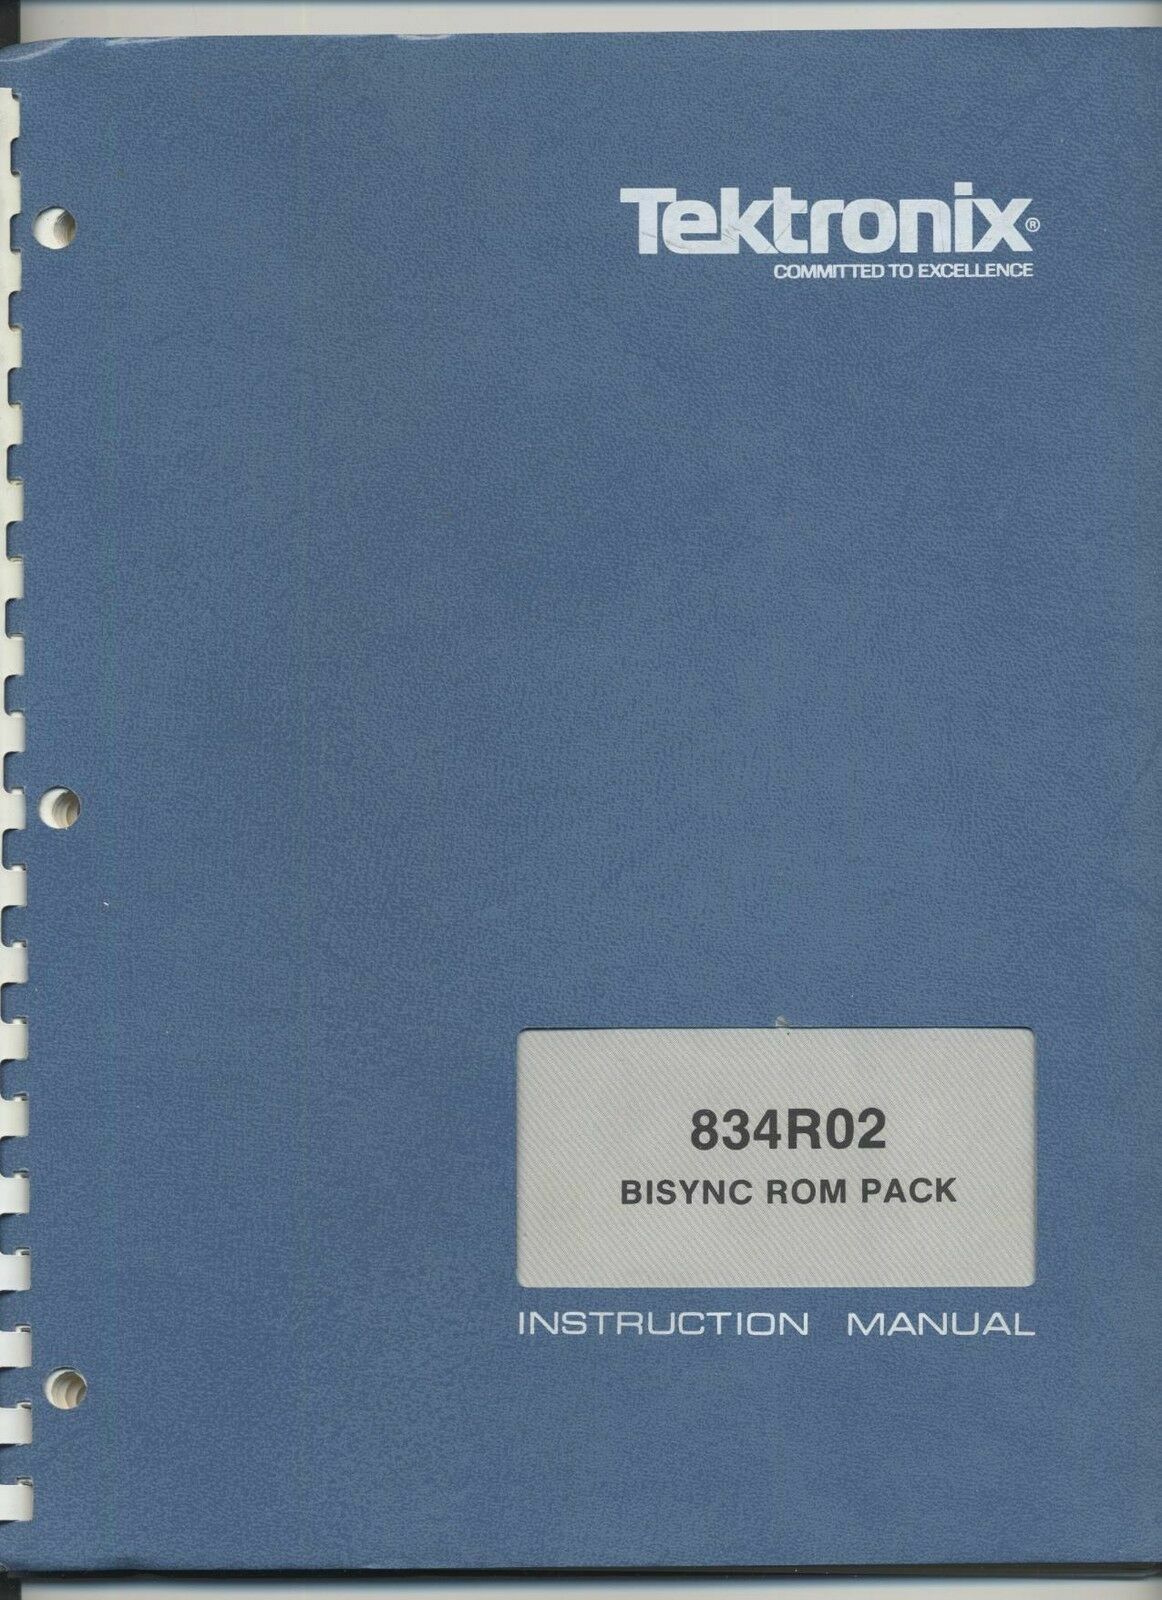 Tektronix®
COMMITTED TO EXCELLENCE
834R02
BISYNC ROM PACK
INSTRUCTION MANUAL